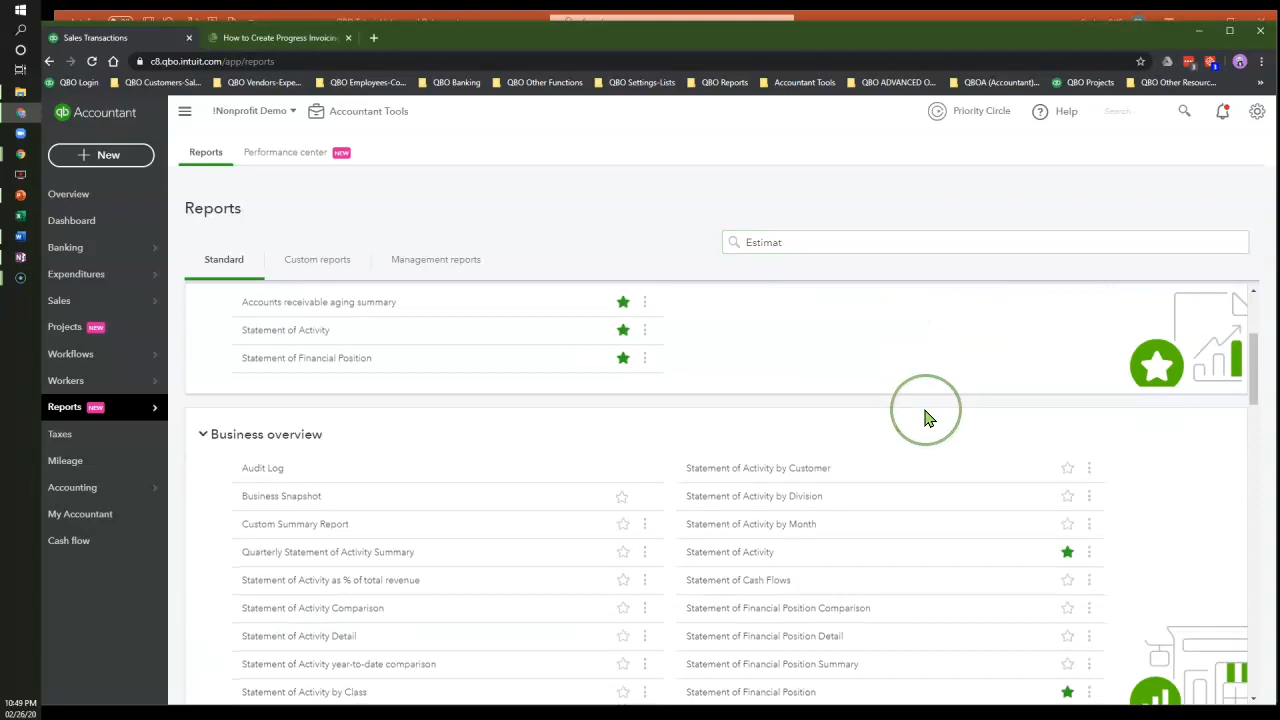 Sales Transactions
How to Create Progress Invoicing
c8.qbo.intuit.com/app/reports
QBO Login QBO Customers-Sal... QBO Vendors-Expe... QBO Employees-Co... QBO Banking QBO Other Functions QBO Settings-Lists QBO Reports Accountant Tools QBO ADVANCED O... QBOA (Accountant)... QBO Projects QBO Other Resourc...
qb Accountant
!Nonprofit Demo Accountant Tools Priority Circle Help Search
+ New
Reports Performance center NEW
Overview
Dashboard
Banking
Expenditures
Sales
Projects NEW
Workflows
Workers
Reports NEW
Taxes
Mileage
Accounting
My Accountant
Cash flow
Reports
Estimat
Standard Custom reports Management reports
Accounts receivable aging summary
Statement of Activity
Statement of Financial Position
Business overview
Audit Log Statement of Activity by Customer
Business Snapshot Statement of Activity by Division
Custom Summary Report Statement of Activity by Month
Quarterly Statement of Activity Summary Statement of Activity
Statement of Activity as % of total revenue Statement of Cash Flows
Statement of Activity Comparison Statement of Financial Position Comparison
Statement of Activity Detail Statement of Financial Position Detail
Statement of Activity year-to-date comparison Statement of Financial Position Summary
Statement of Activity by Class Statement of Financial Position
10:49 PM
02/26/20